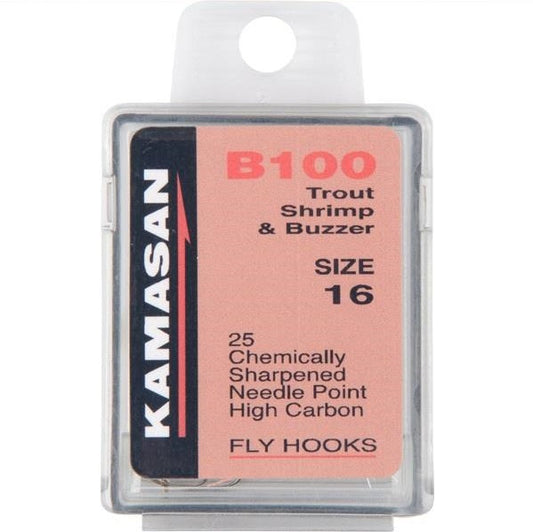 KAMASAN
B100
Trout
Shrimp
& Buzzer
SIZE
16
25
Chemically
Sharpened
Needle Point
High Carbon
FLY HOOKS